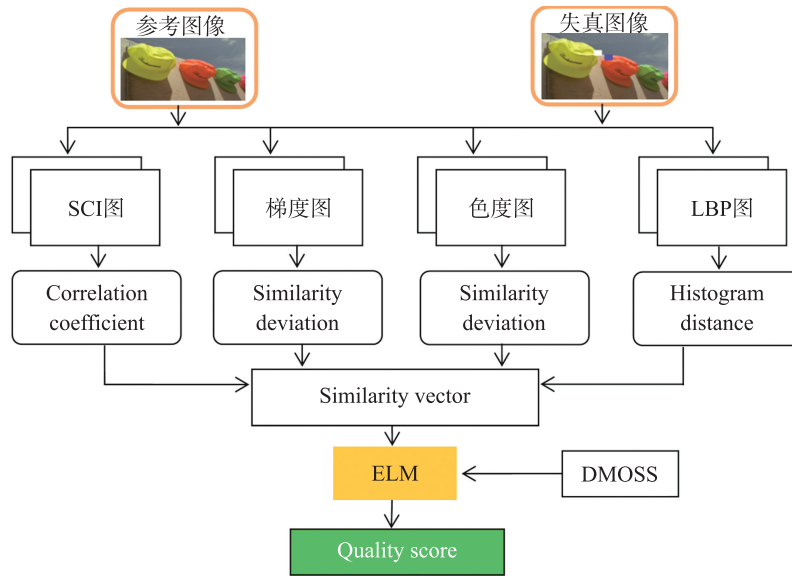 参考图像
失真图像
SCI图
梯度图
色度图
LBP图
Correlation
coefficient
Similarity
deviation
Similarity
deviation
Histogram
distance
Similarity vector
ELM
DMOSS
Quality score